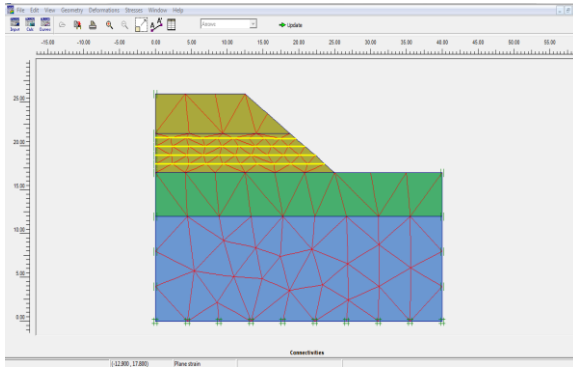 File Edit View Geometry Deformations Stresses Window Help
Input Calc Curves Update
-15.00 -10.00 -5.00 0.00 5.00 10.00 15.00 20.00 25.00 30.00 35.00 40.00 45.00 50.00 55.00
25.00
20.00
15.00
10.00
5.00
0.00
Connectivities
(-12.900 , 17.800) Plane strain